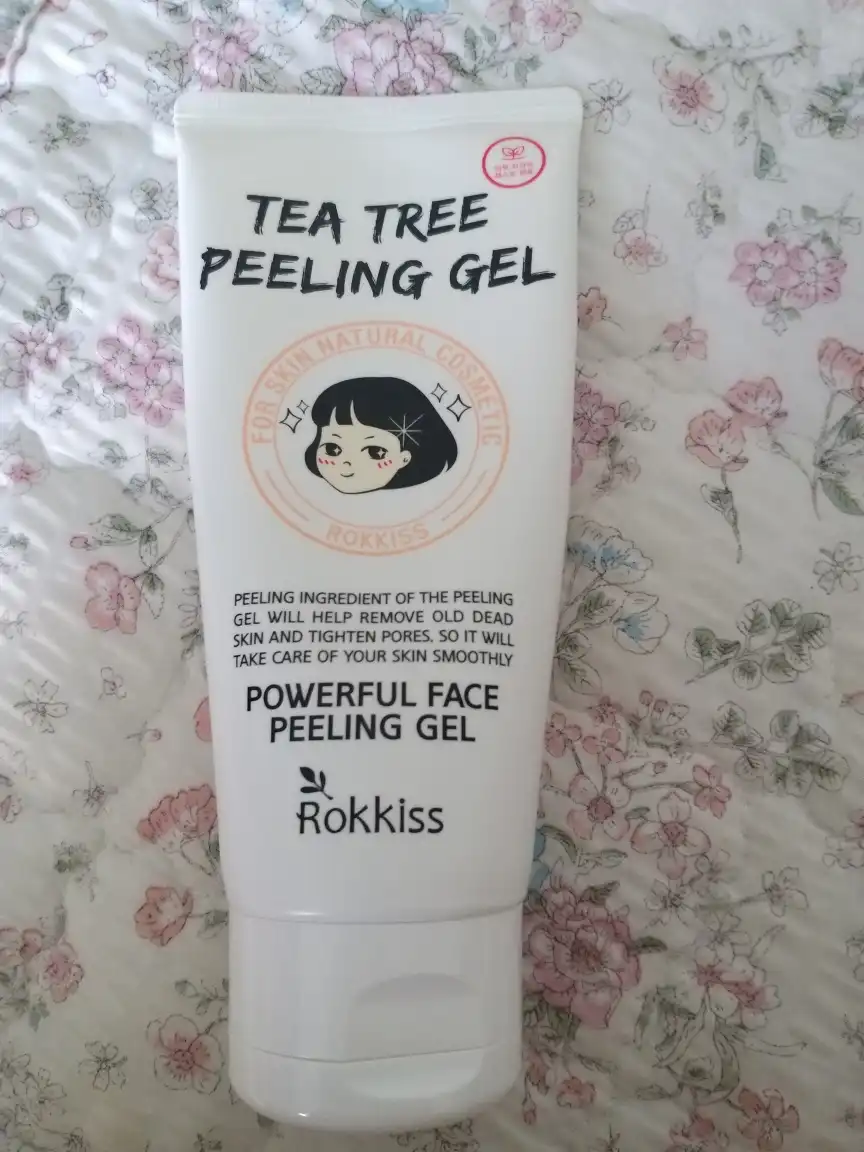 TEA TREE
PEELING GEL
FOR SKIN NATURAL COSMETIC
ROKKISS
PEELING INGREDIENT OF THE PEELING
GEL WILL HELP REMOVE OLD DEAD
SKIN AND TIGHTEN PORES, SO IT WILL
TAKE CARE OF YOUR SKIN SMOOTHLY
POWERFUL FACE
PEELING GEL
Rokkiss